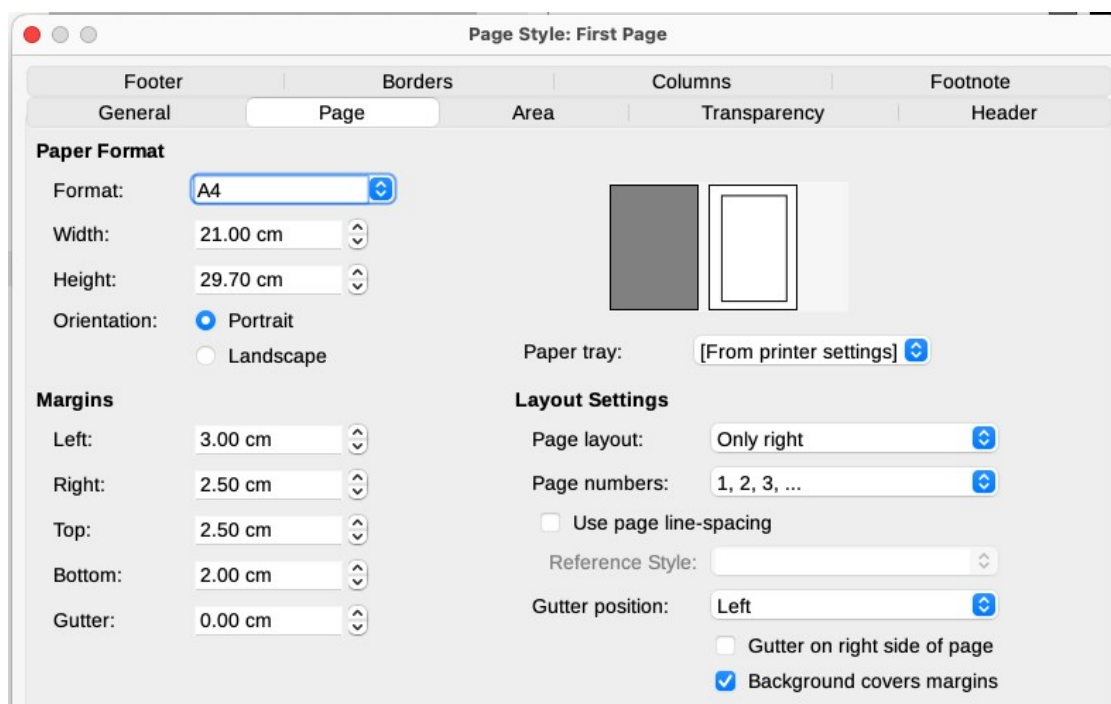 Page Style: First Page
Footer Borders Columns Footnote
General Page Area Transparency Header
Paper Format
Format: A4
Width: 21.00 cm
Height: 29.70 cm
Orientation: Portrait
Landscape
Paper tray: [From printer settings]
Margins
Left: 3.00 cm
Right: 2.50 cm
Top: 2.50 cm
Bottom: 2.00 cm
Gutter: 0.00 cm
Layout Settings
Page layout: Only right
Page numbers: 1, 2, 3, ...
Use page line-spacing
Reference Style:
Gutter position: Left
Gutter on right side of page
Background covers margins